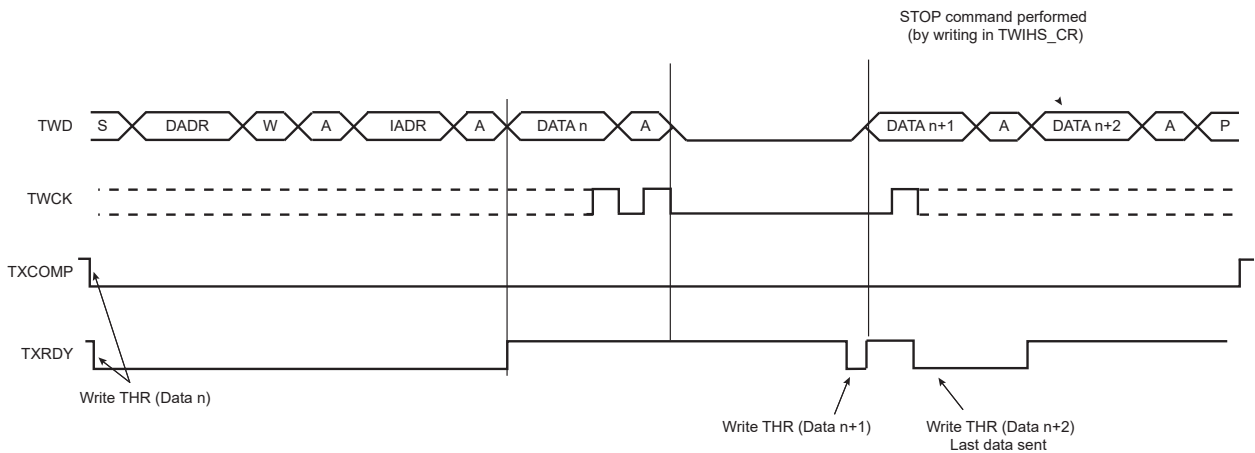 STOP command performed
(by writing in TWIHS_CR)
TWD S DADR W A IADR A DATA n A DATA n+1 A DATA n+2 A P
TWCK
TXCOMP
TXRDY
Write THR (Data n)
Write THR (Data n+1)
Write THR (Data n+2)
Last data sent